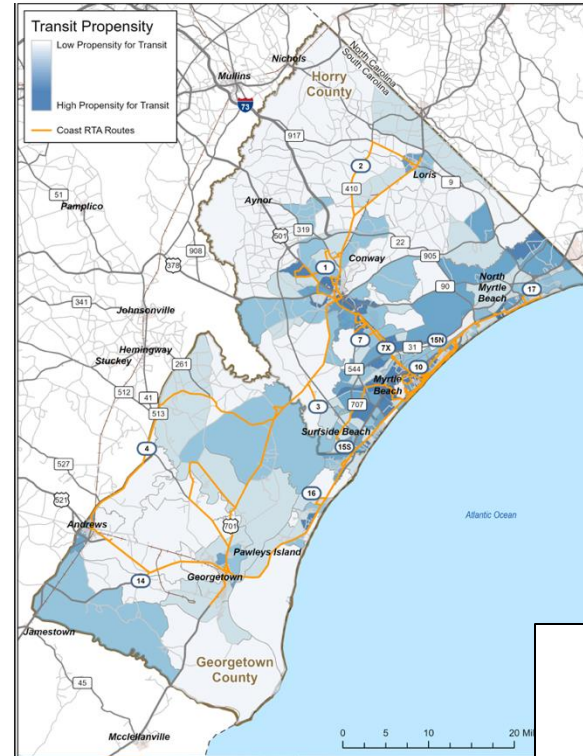 Transit Propensity
Low Propensity for Transit
High Propensity for Transit
Coast RTA Routes
Nichols
Mullins
Horry
County
North Carolina
South Carolina
73
917
2
9
51
410
Loris
Pamplico
Aynor
319
501
22
908
1
Conway
905
378
90
North
Myrtle
Beach
17
341
Johnsonville
7
7X
31
15N
Hemingway
Stuckey
261
544
10
Myrtle
Beach
512
41
513
3
707
Surfside Beach
4
15S
527
16
521
701
Atlantic Ocean
Andrews
Pawleys Island
14
Georgetown
Jamestown
Georgetown
County
45
Mcclellanville
0 5 10 20 Mil